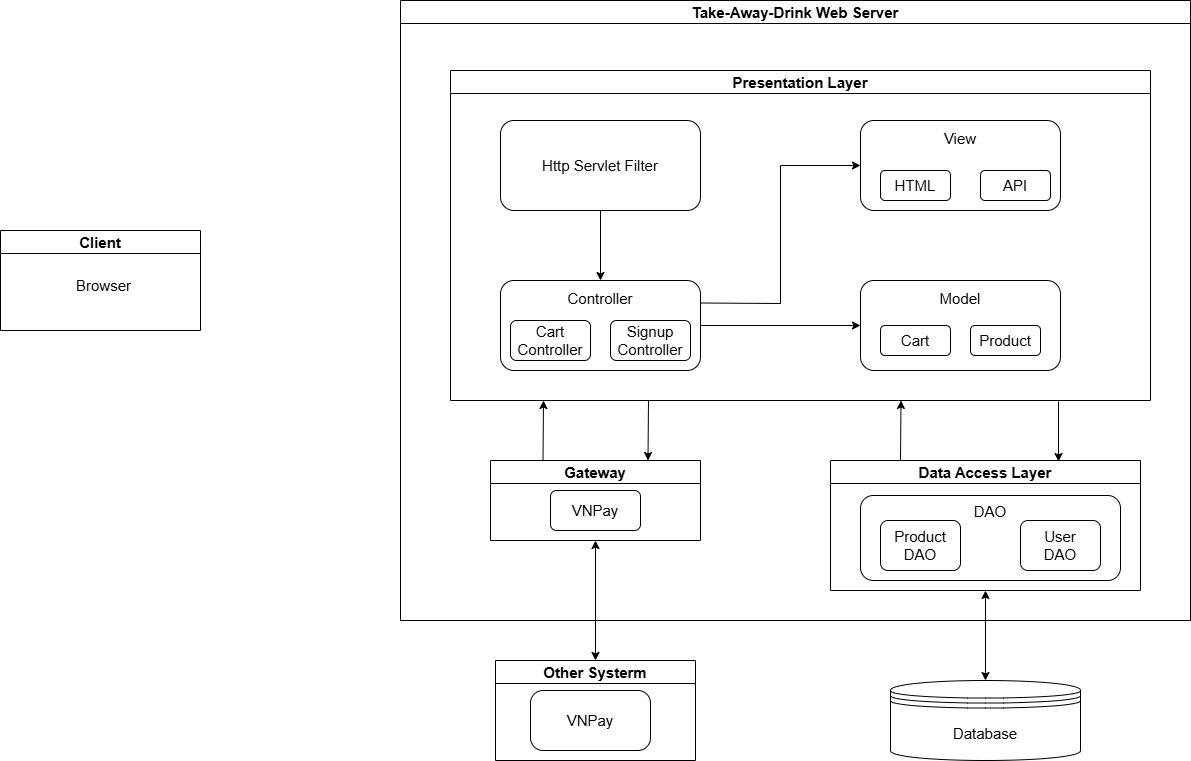 Take-Away-Drink Web Server
Presentation Layer
Http Servlet Filter
View
HTML
API
Client
Browser
Controller
Cart
Controller
Signup
Controller
Model
Cart
Product
Gateway
VNPay
Data Access Layer
DAO
Product
DAO
User
DAO
Other Systerm
VNPay
Database